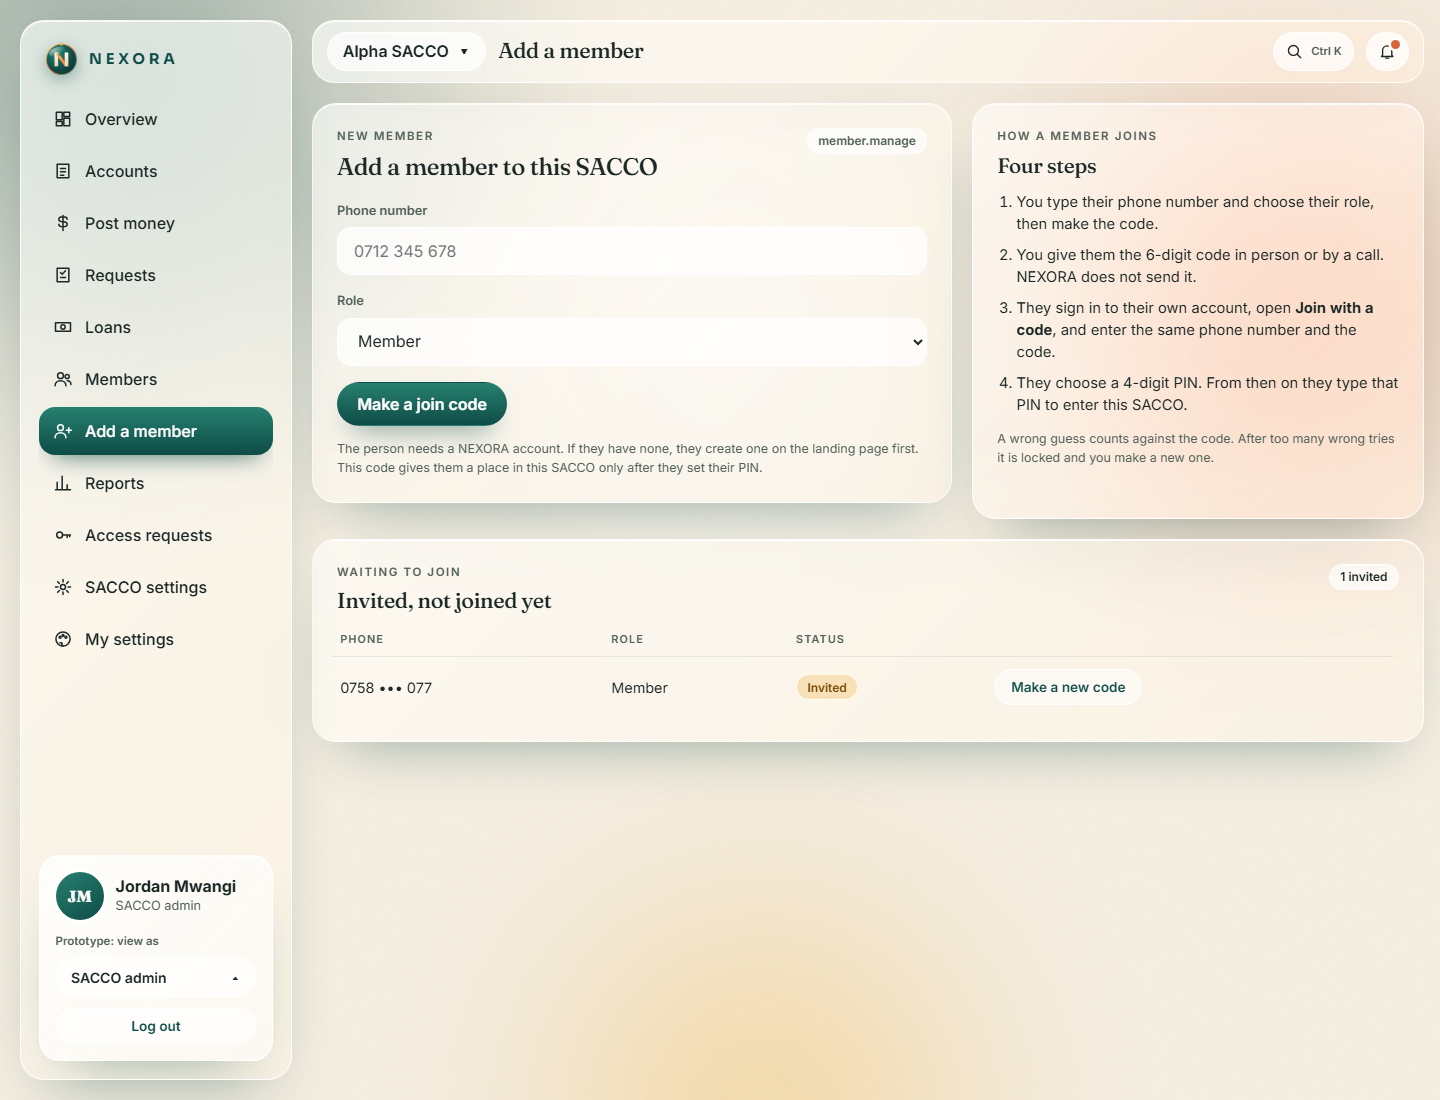 NEXORA
Overview
Accounts
Post money
Requests
Loans
Members
Add a member
Reports
Access requests
SACCO settings
My settings
JM
Jordan Mwangi
SACCO admin
Prototype: view as
SACCO admin
Log out
Alpha SACCO
Add a member
Ctrl K
NEW MEMBER
member.manage
Add a member to this SACCO
Phone number
0712 345 678
Role
Member
Make a join code
The person needs a NEXORA account. If they have none, they create one on the landing page first.
This code gives them a place in this SACCO only after they set their PIN.
HOW A MEMBER JOINS
Four steps
1. You type their phone number and choose their role,
then make the code.
2. You give them the 6-digit code in person or by a call.
NEXORA does not send it.
3. They sign in to their own account, open Join with a
code, and enter the same phone number and the
code.
4. They choose a 4-digit PIN. From then on they type that
PIN to enter this SACCO.
A wrong guess counts against the code. After too many wrong tries
it is locked and you make a new one.
WAITING TO JOIN
1 invited
Invited, not joined yet
PHONE ROLE STATUS
0758 ••• 077 Member Invited Make a new code